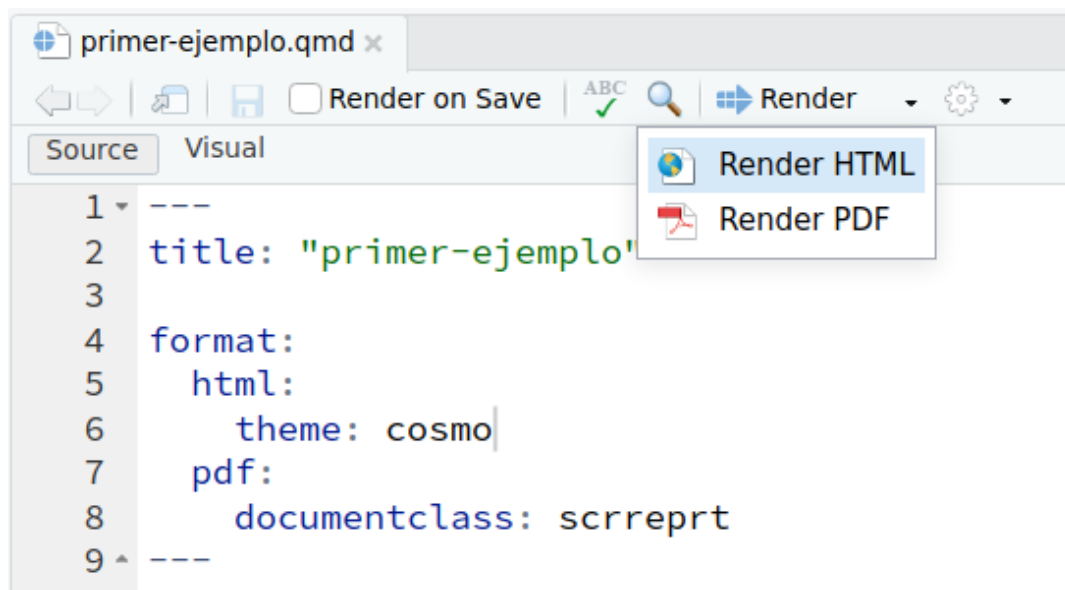 primer-ejemplo.qmd ×
Render on Save ABC Render
Source Visual
Render HTML
Render PDF
1 ---
2 title: "primer-ejemplo"
3
4 format:
5   html:
6     theme: cosmo
7   pdf:
8     documentclass: scrreprt
9 ---